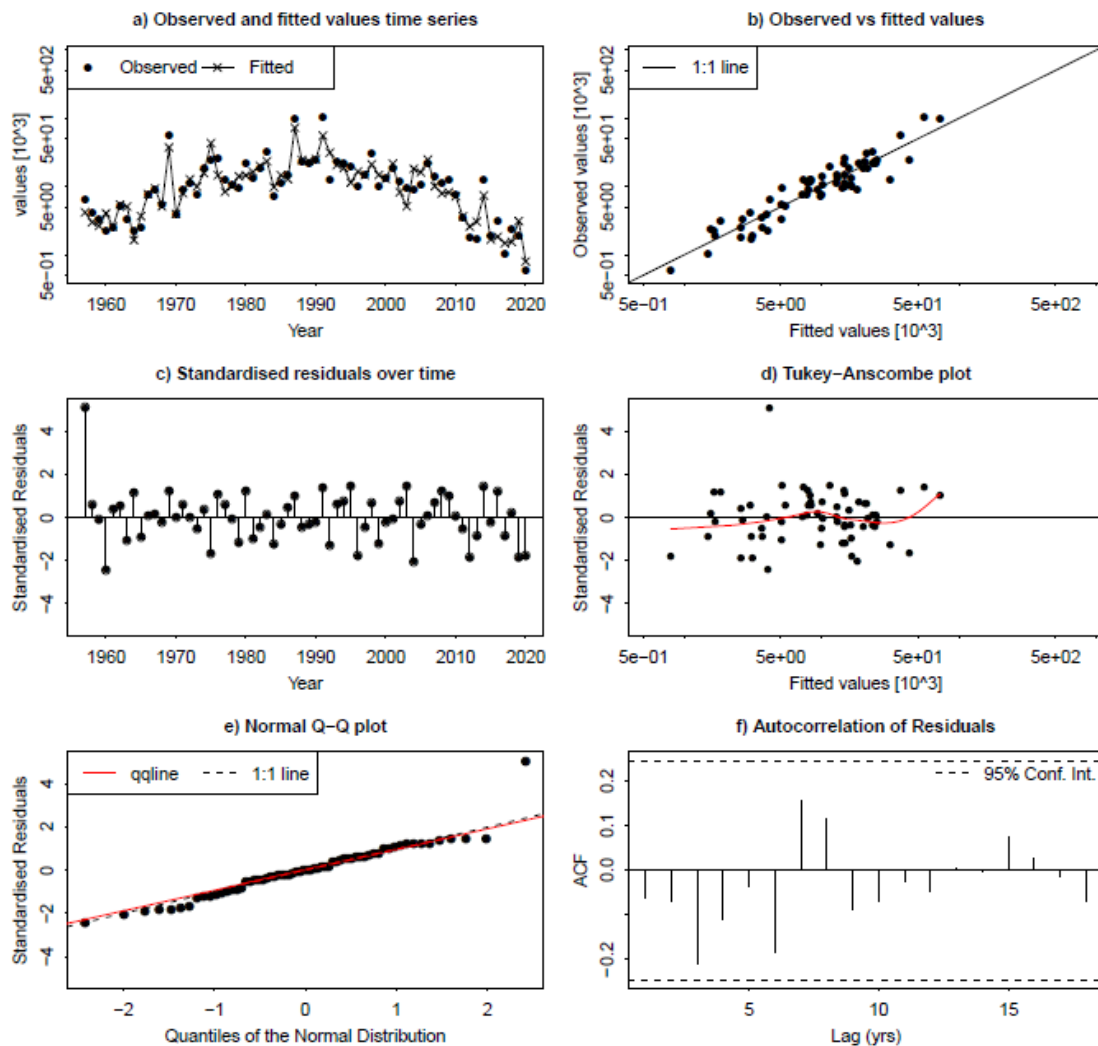 a) Observed and fitted values time series
Observed
Fitted
values [10^3]
5e−01 5e+00 5e+01 5e+02
1960 1970 1980 1990 2000 2010 2020
Year
b) Observed vs fitted values
1:1 line
Observed values [10^3]
5e−01 5e+00 5e+01 5e+02
5e−01 5e+00 5e+01 5e+02
Fitted values [10^3]
c) Standardised residuals over time
Standardised Residuals
−4 −2 0 2 4
1960 1970 1980 1990 2000 2010 2020
Year
d) Tukey−Anscombe plot
Standardised Residuals
−4 −2 0 2 4
5e−01 5e+00 5e+01 5e+02
Fitted values [10^3]
e) Normal Q−Q plot
qqline
1:1 line
Standardised Residuals
−4 −2 0 2 4
−2 −1 0 1 2
Quantiles of the Normal Distribution
f) Autocorrelation of Residuals
95% Conf. Int.
ACF
−0.2 0.0 0.2
5 10 15
Lag (yrs)